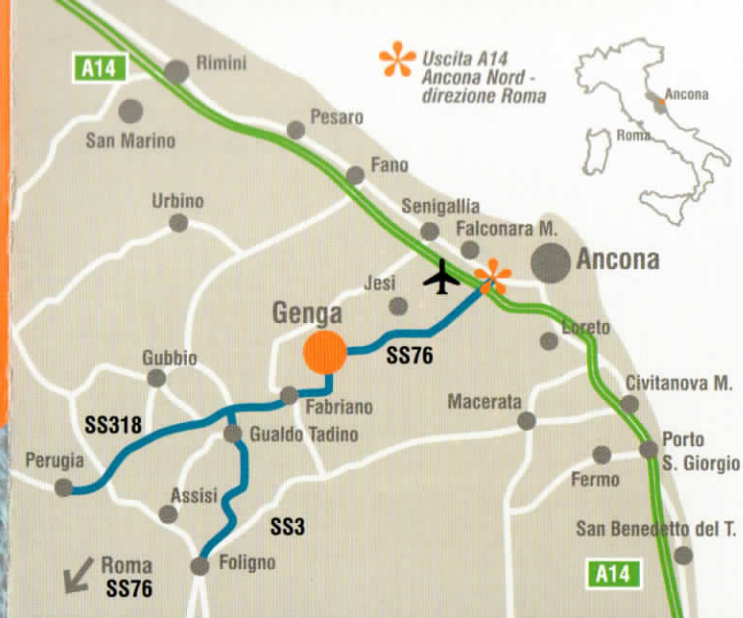 A14
Rimini
Uscita A14
Ancona Nord -
direzione Roma
Ancona
Roma
San Marino
Pesaro
Fano
Urbino
Senigallia
Falconara M.
Ancona
Jesi
Genga
Loreto
SS76
Gubbio
Fabriano
Macerata
Civitanova M.
SS318
Gualdo Tadino
Porto
S. Giorgio
Perugia
Fermo
Assisi
SS3
San Benedetto del T.
Roma
SS76
Foligno
A14